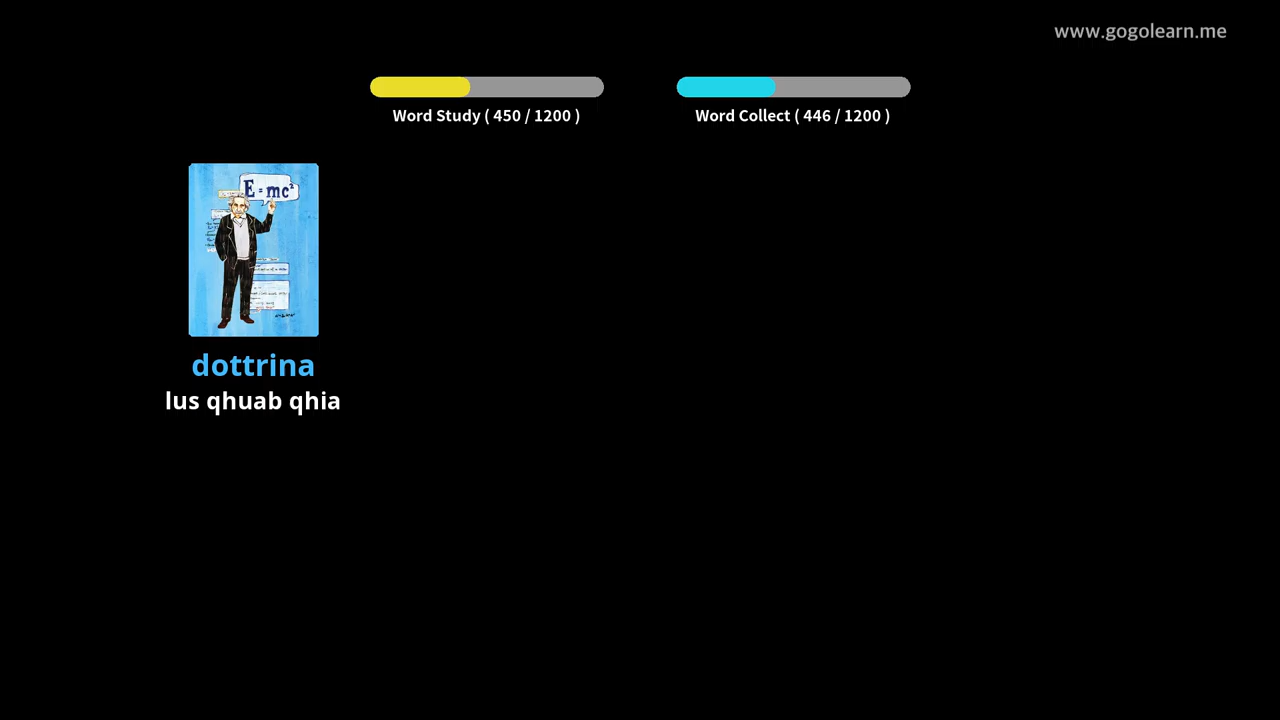 www.gogolearn.me
Word Study ( 450 / 1200 )
Word Collect ( 446 / 1200 )
E=mc²
dottrina
lus qhuab qhia